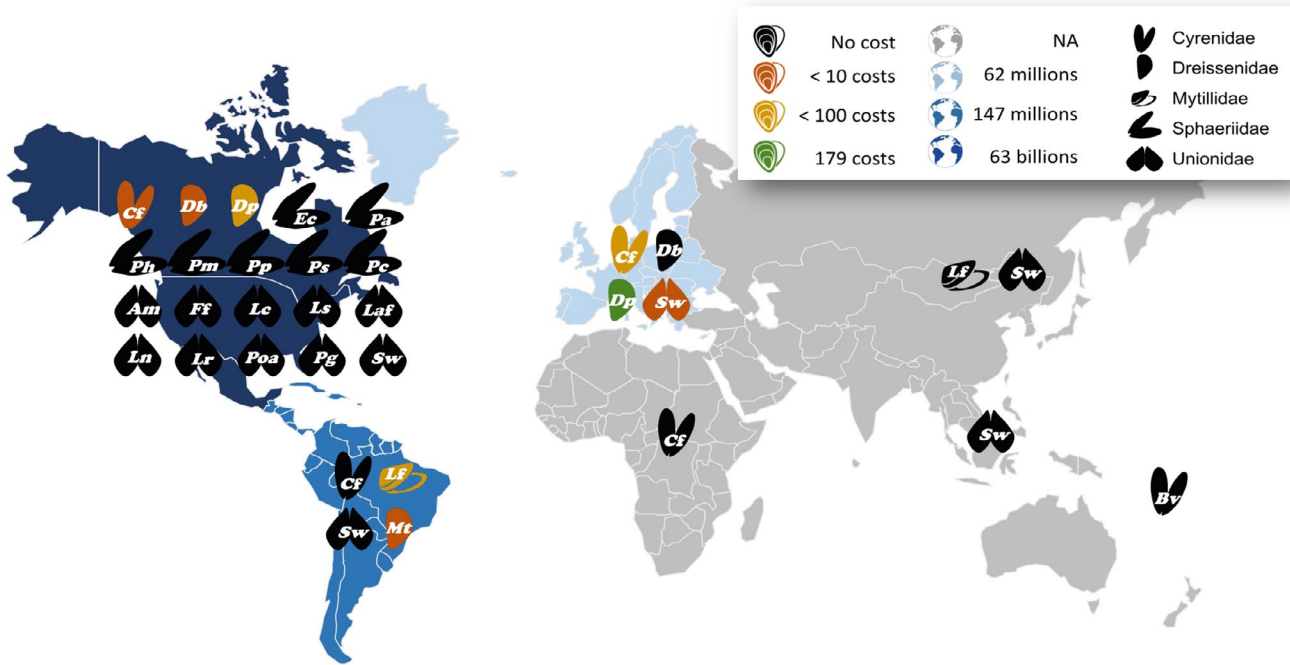 No cost NA Cyrenidae
< 10 costs 62 millions Dreissenidae
< 100 costs 147 millions Mytillidae
179 costs 63 billions Sphaeriidae
Unionidae
Cf Db Dp Ec Pa
Ph Pm Pp Ps Pc
Am Ff Lc Ls Laf
Ln Lr Poa Pg Sw
Cf Db
Dp Sw
Lf Sw
Cf
Sw
Cf Lf
Sw Mt
Bv